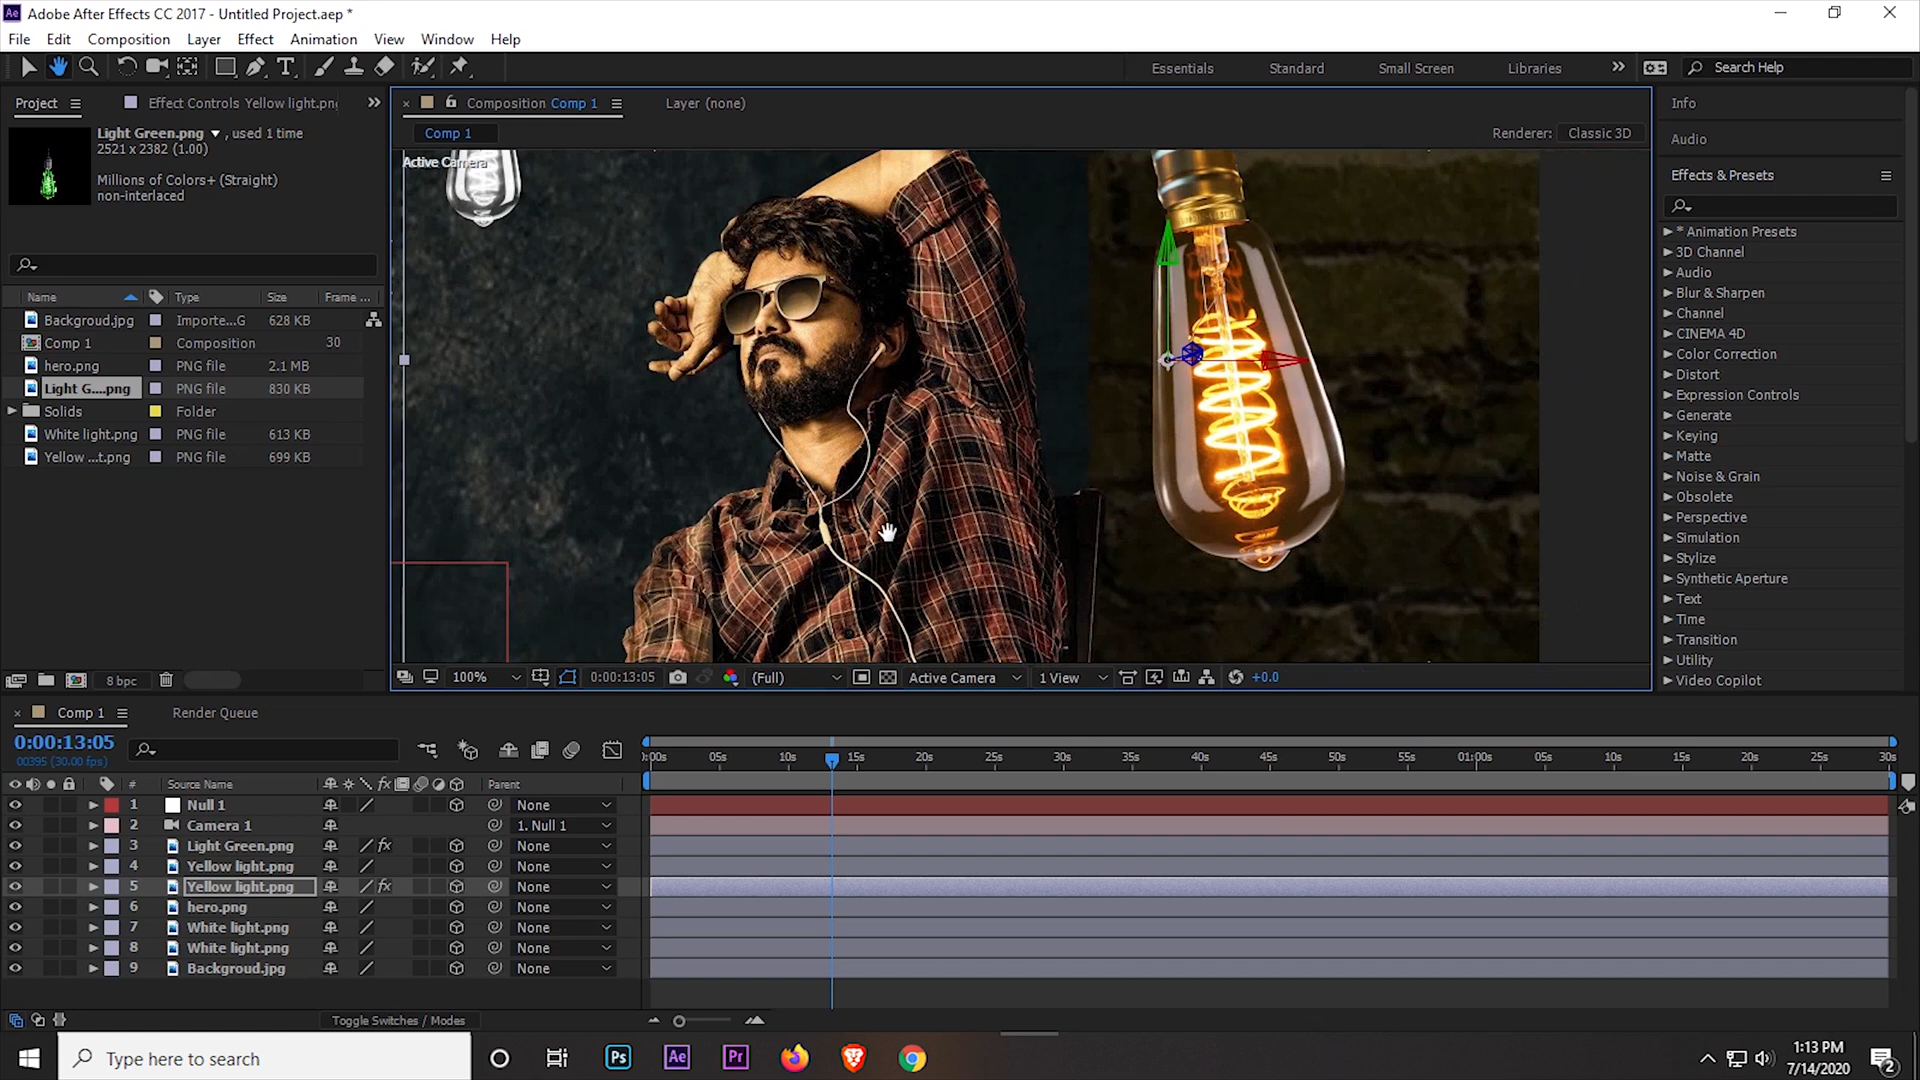 Ae Adobe After Effects CC 2017 - Untitled Project.aep *
File Edit Composition Layer Effect Animation View Window Help
Essentials Standard Small Screen Libraries Search Help
Project Effect Controls Yellow light.pn
Composition Comp 1 Layer (none)
Comp 1 Renderer: Classic 3D
Light Green.png , used 1 time
2521 x 2382 (1.00)
Millions of Colors+ (Straight)
non-interlaced
Name Type Size Frame ...
Backgroud.jpg Importe...G 628 KB
Comp 1 Composition 30
hero.png PNG file 2.1 MB
Light G....png PNG file 830 KB
Solids Folder
White light.png PNG file 613 KB
Yellow ...t.png PNG file 699 KB
8 bpc
Active Camera
100% 0:00:13:05 (Full) Active Camera 1 View +0.0
Info
Audio
Effects & Presets
* Animation Presets
3D Channel
Audio
Blur & Sharpen
Channel
CINEMA 4D
Color Correction
Distort
Expression Controls
Generate
Keying
Matte
Noise & Grain
Obsolete
Perspective
Simulation
Stylize
Synthetic Aperture
Text
Time
Transition
Utility
Video Copilot
Comp 1 Render Queue
0:00:13:05
00395 (30.00 fps)
:00s 05s 10s 15s 20s 25s 30s 35s 40s 45s 50s 55s 01:00s 05s 10s 15s 20s 25s 30s
# Source Name fx Parent
1 Null 1 None
2 Camera 1 1. Null 1
3 Light Green.png fx None
4 Yellow light.png None
5 Yellow light.png fx None
6 hero.png None
7 White light.png None
8 White light.png None
9 Backgroud.jpg None
Toggle Switches / Modes
Type here to search Ps Ae Pr 1:13 PM
7/14/2020 2